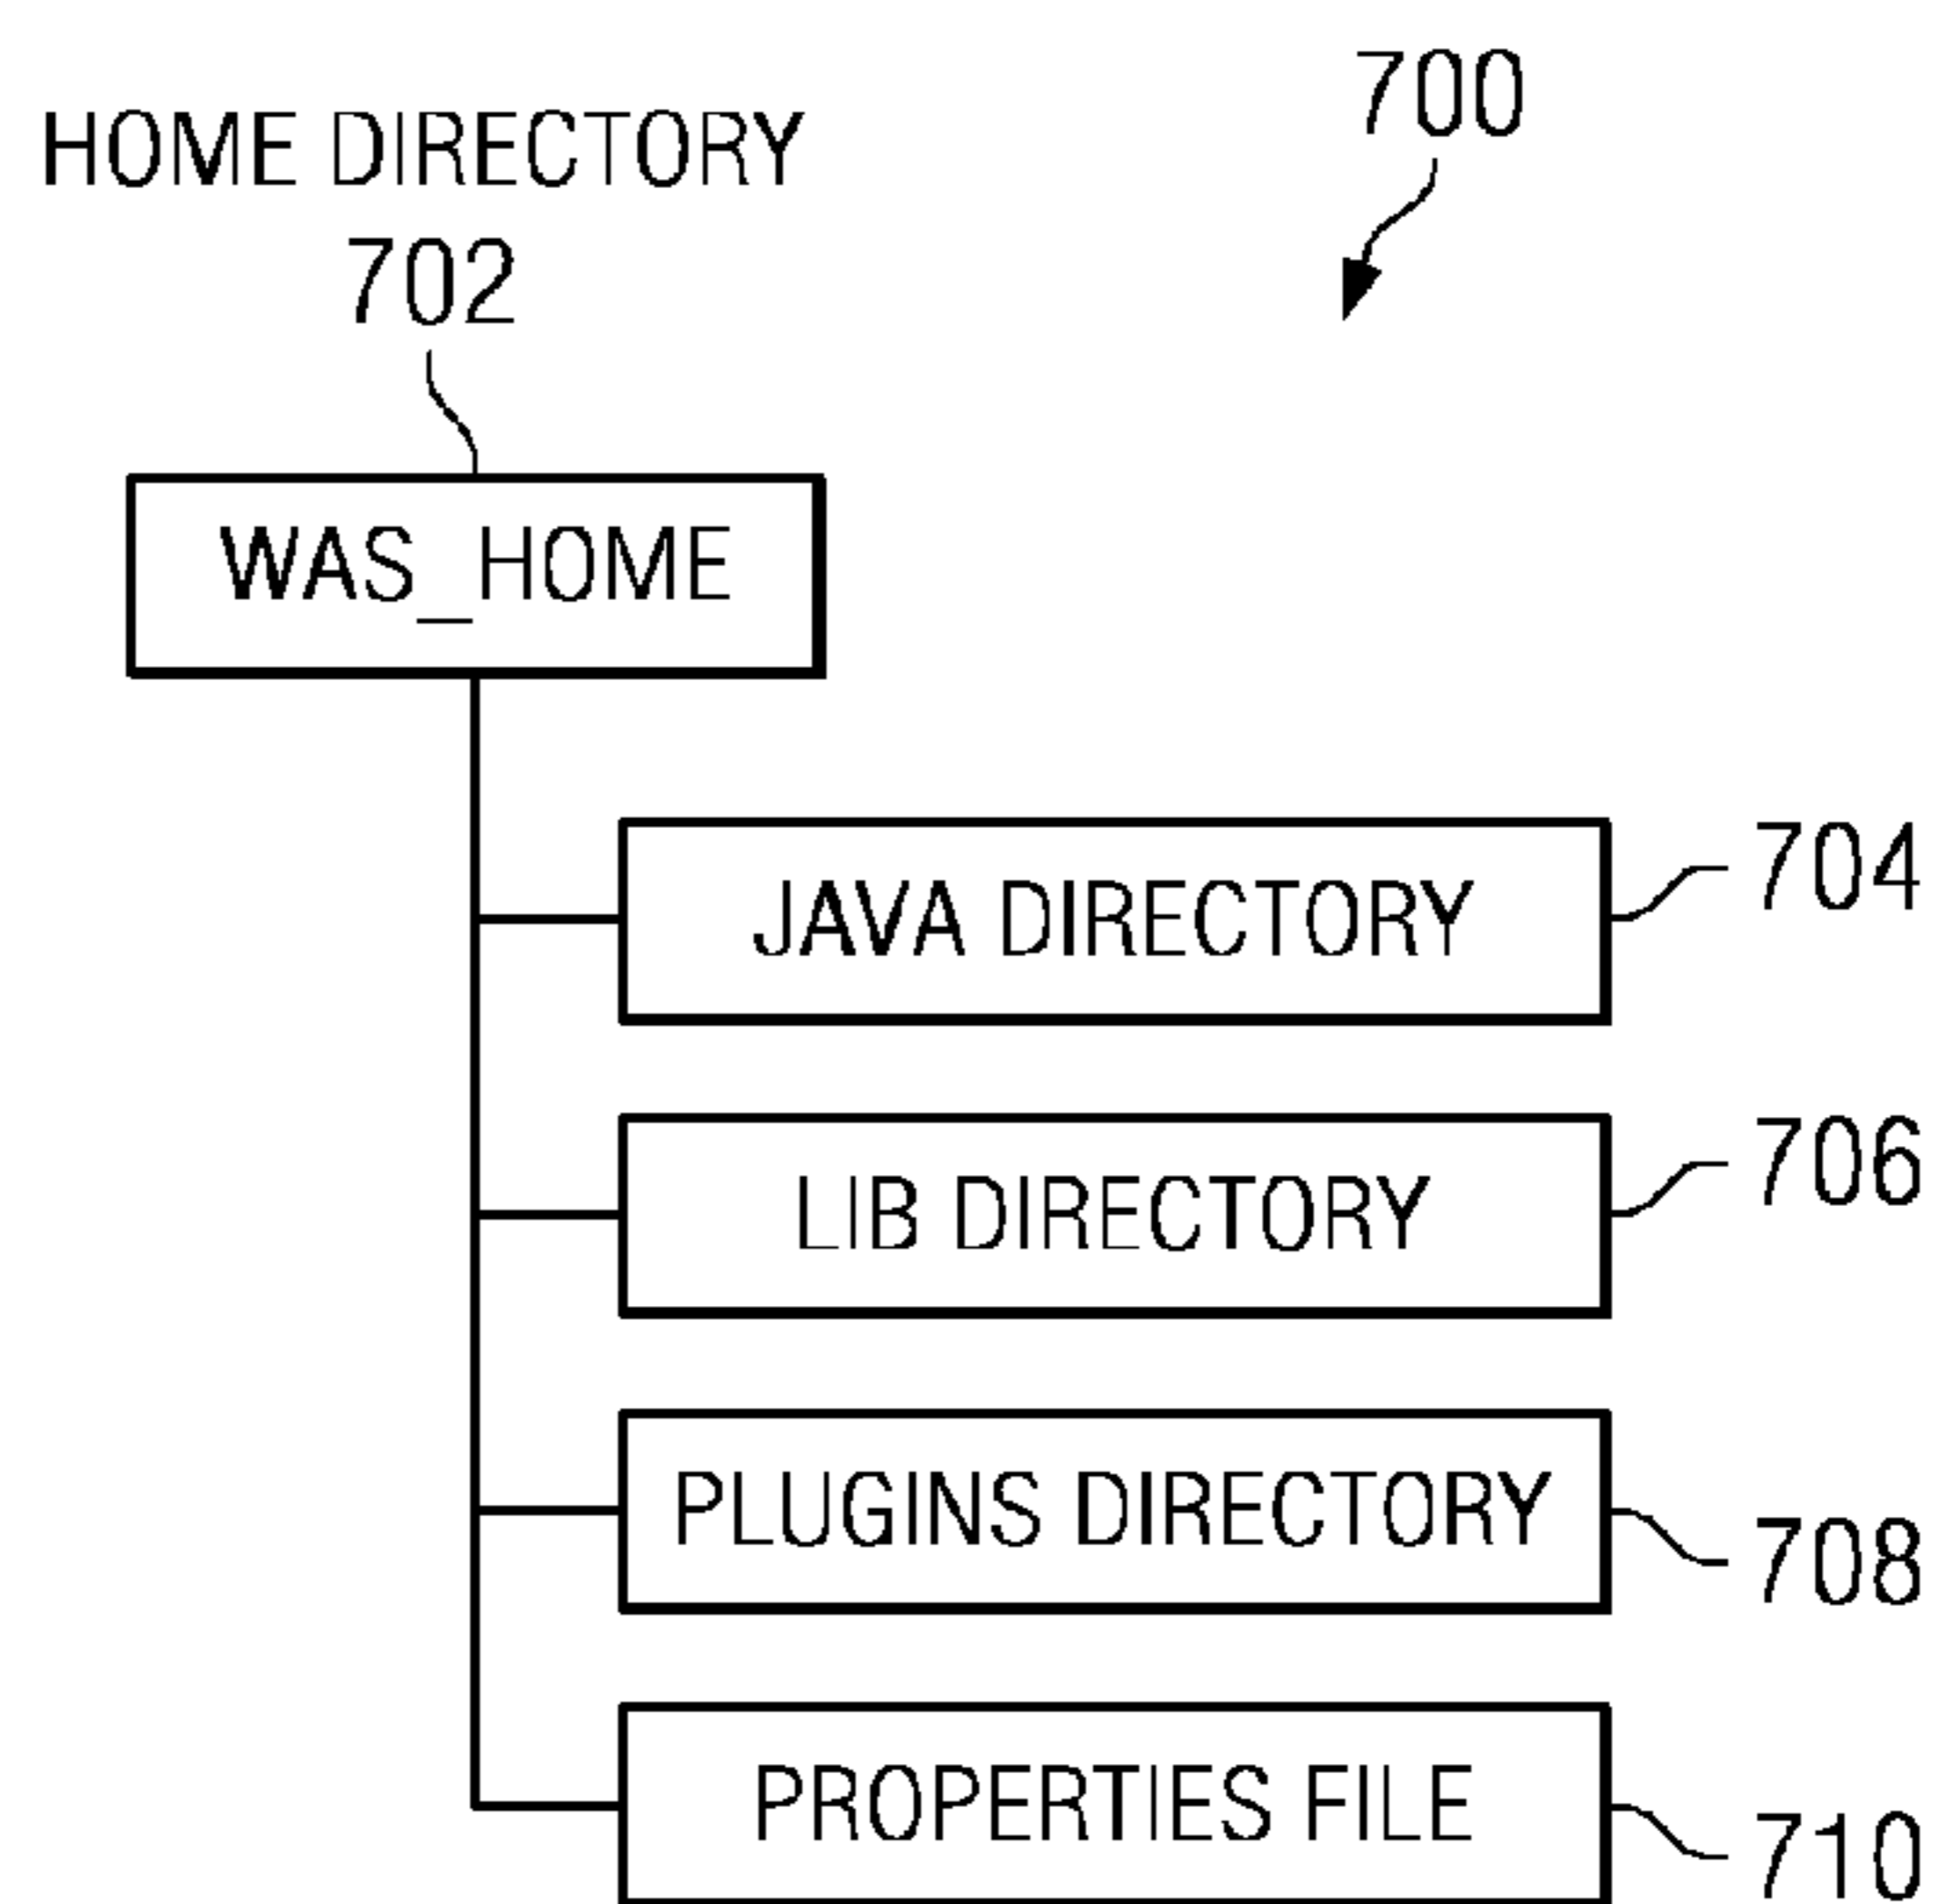 700
HOME DIRECTORY
702
WAS_HOME
JAVA DIRECTORY
704
LIB DIRECTORY
706
PLUGINS DIRECTORY
708
PROPERTIES FILE
710